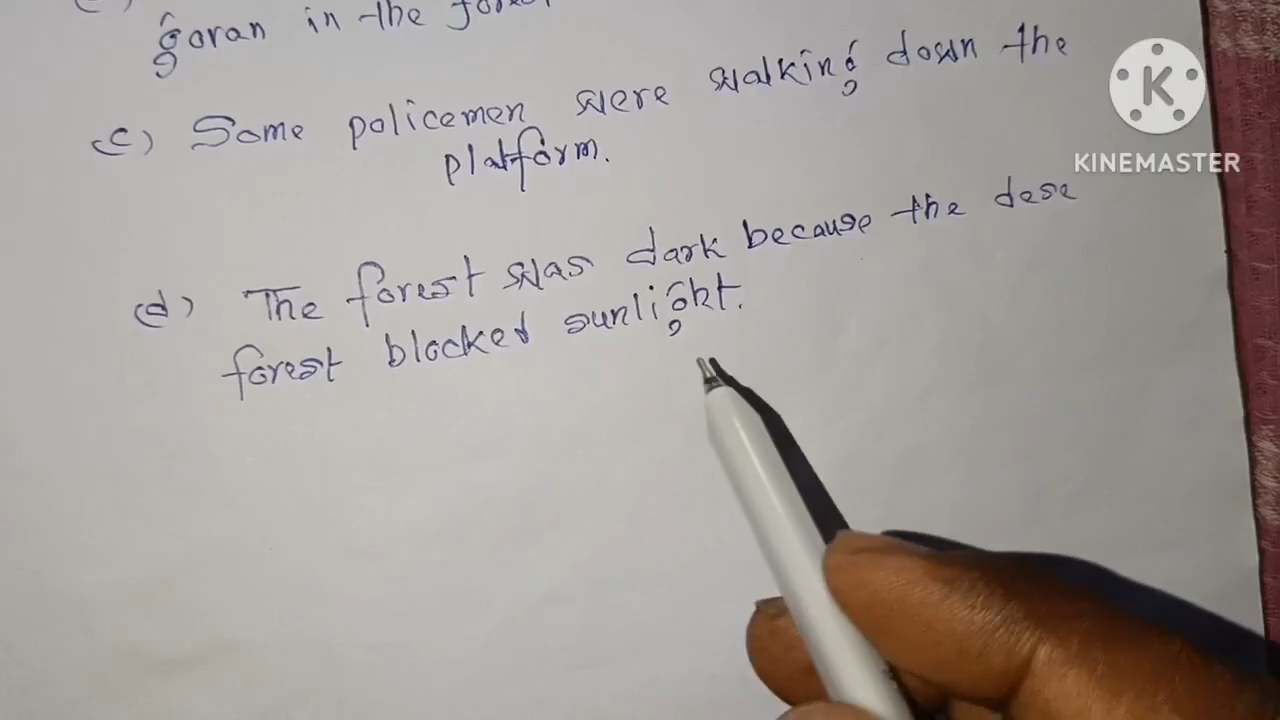 goran in the
(c) Some policemen were walking down the
platform.
(d) The forest was dark because the dese
forest blocked sunlight.
KINEMASTER